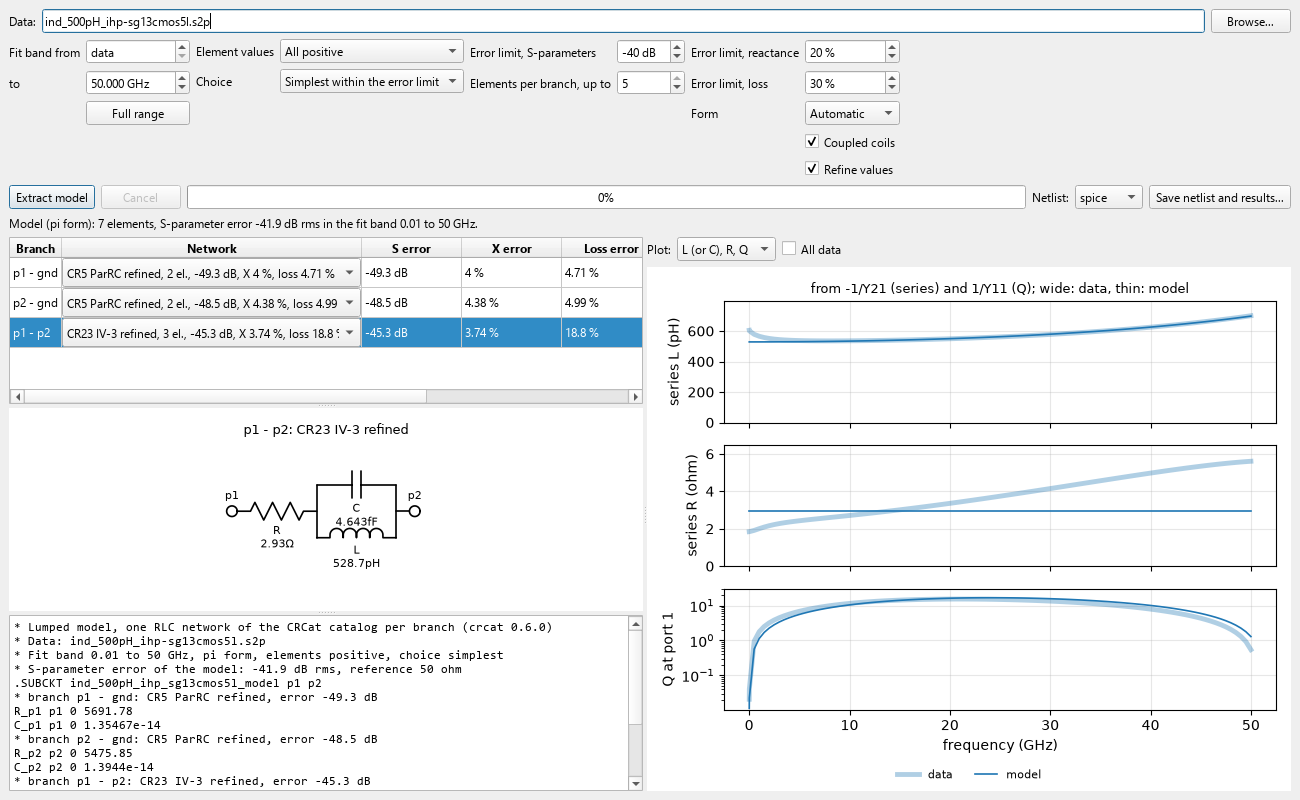 Data: ind_500pH_ihp-sg13cmos5l.s2p Browse...
Fit band from data Element values All positive Error limit, S-parameters -40 dB Error limit, reactance 20 %
to 50.000 GHz Choice Simplest within the error limit Elements per branch, up to 5 Error limit, loss 30 %
Full range Form Automatic
Coupled coils
Refine values
Extract model Cancel 0% Netlist: spice Save netlist and results...
Model (pi form): 7 elements, S-parameter error -41.9 dB rms in the fit band 0.01 to 50 GHz.
Branch Network S error X error Loss error
p1 - gnd CR5 ParRC refined, 2 el., -49.3 dB, X 4 %, loss 4.71 % -49.3 dB 4 % 4.71 %
p2 - gnd CR5 ParRC refined, 2 el., -48.5 dB, X 4.38 %, loss 4.99 -48.5 dB 4.38 % 4.99 %
p1 - p2 CR23 IV-3 refined, 3 el., -45.3 dB, X 3.74 %, loss 18.8 % -45.3 dB 3.74 % 18.8 %
p1 - p2: CR23 IV-3 refined
p1
p2
C
4.643fF
R
2.93Ω
L
528.7pH
* Lumped model, one RLC network of the CRCat catalog per branch (crcat 0.6.0)
* Data: ind_500pH_ihp-sg13cmos5l.s2p
* Fit band 0.01 to 50 GHz, pi form, elements positive, choice simplest
* S-parameter error of the model: -41.9 dB rms, reference 50 ohm
.SUBCKT ind_500pH_ihp_sg13cmos5l_model p1 p2
* branch p1 - gnd: CR5 ParRC refined, error -49.3 dB
R_p1 p1 0 5691.78
C_p1 p1 0 1.35467e-14
* branch p2 - gnd: CR5 ParRC refined, error -48.5 dB
R_p2 p2 0 5475.85
C_p2 p2 0 1.3944e-14
* branch p1 - p2: CR23 IV-3 refined, error -45.3 dB
Plot: L (or C), R, Q All data
from -1/Y21 (series) and 1/Y11 (Q); wide: data, thin: model
series L (pH)
600
400
200
0
series R (ohm)
6
4
2
0
Q at port 1
10¹
10⁰
10⁻¹
0 10 20 30 40 50
frequency (GHz)
data model